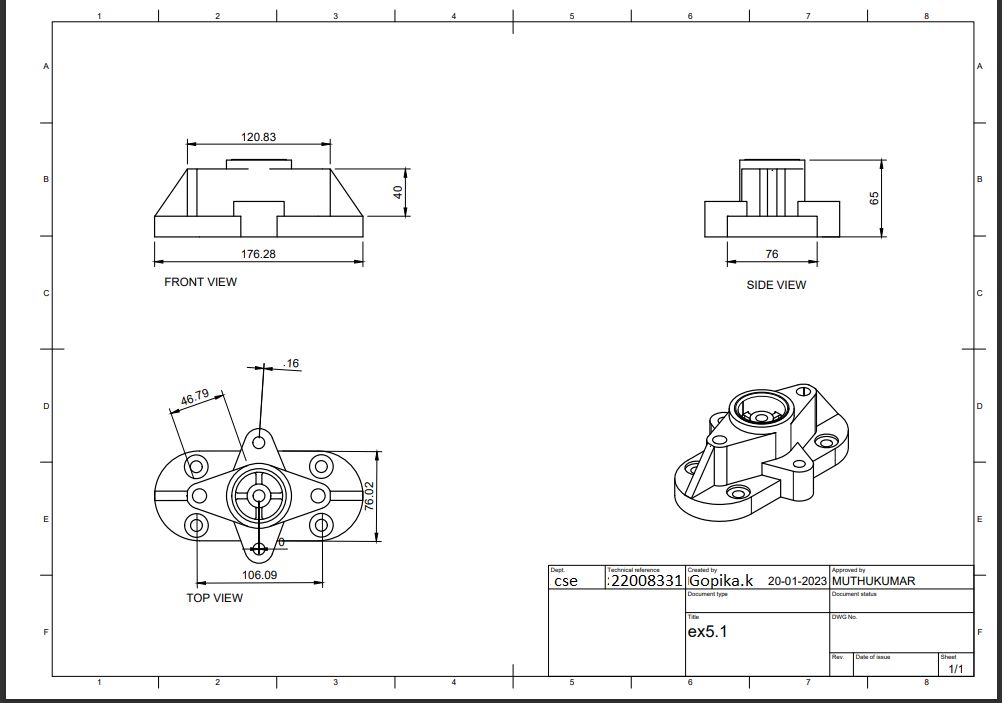 1 2 3 4 5 6 7 8
A A
120.83
B 40 65 B
176.28 76
FRONT VIEW SIDE VIEW
C C
.16
46.79
D D
76.02
E E
0
106.09
TOP VIEW
Dept. Technical reference Created by Approved by
cse 22008331 Gopika.k 20-01-2023 MUTHUKUMAR
Document type Document status
Title DWG No.
ex5.1
F F
Rev. Date of issue Sheet
1/1
1 2 3 4 5 6 7 8